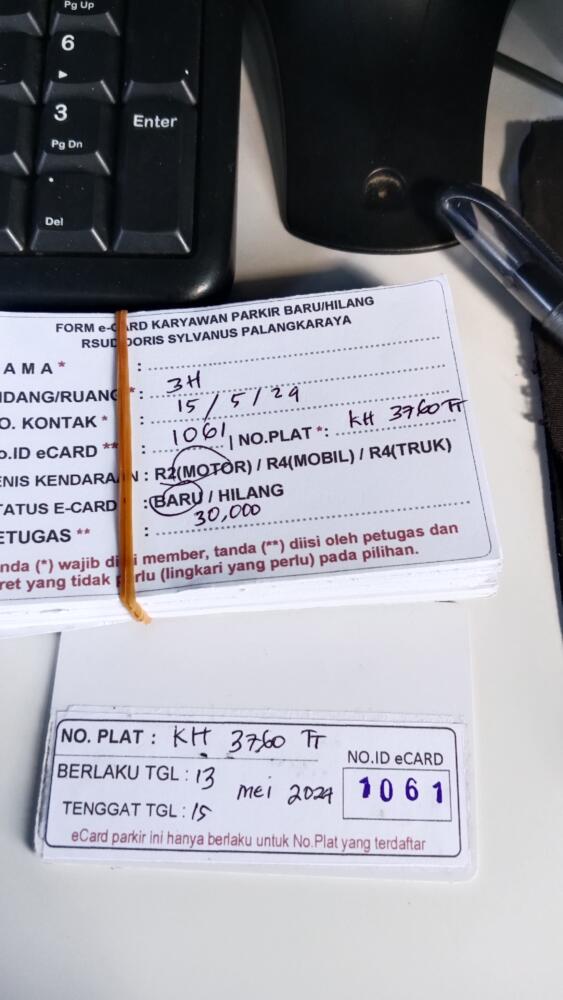 Pg Up
6
3
Pg Dn
Enter
.
Del
FORM e-CARD KARYAWAN PARKIR BARU/HILANG
RSUD DORIS SYLVANUS PALANGKARAYA
AMA* :
IDANG/RUANG* : 3H
O. KONTAK* : 15/5/29
o.ID eCARD** : 1061 | NO.PLAT*: KH 3760 TT
ENIS KENDARAAN : R2(MOTOR) / R4(MOBIL) / R4(TRUK)
TATUS E-CARD : BARU / HILANG
ETUGAS ** : 30,000
nda (*) wajib diisi member, tanda (**) diisi oleh petugas dan
ret yang tidak perlu (lingkari yang perlu) pada pilihan.
NO. PLAT : KH 3760 TT
BERLAKU TGL : 13 Mei 2024
TENGGAT TGL : 15
NO.ID eCARD
1061
eCard parkir ini hanya berlaku untuk No.Plat yang terdaftar